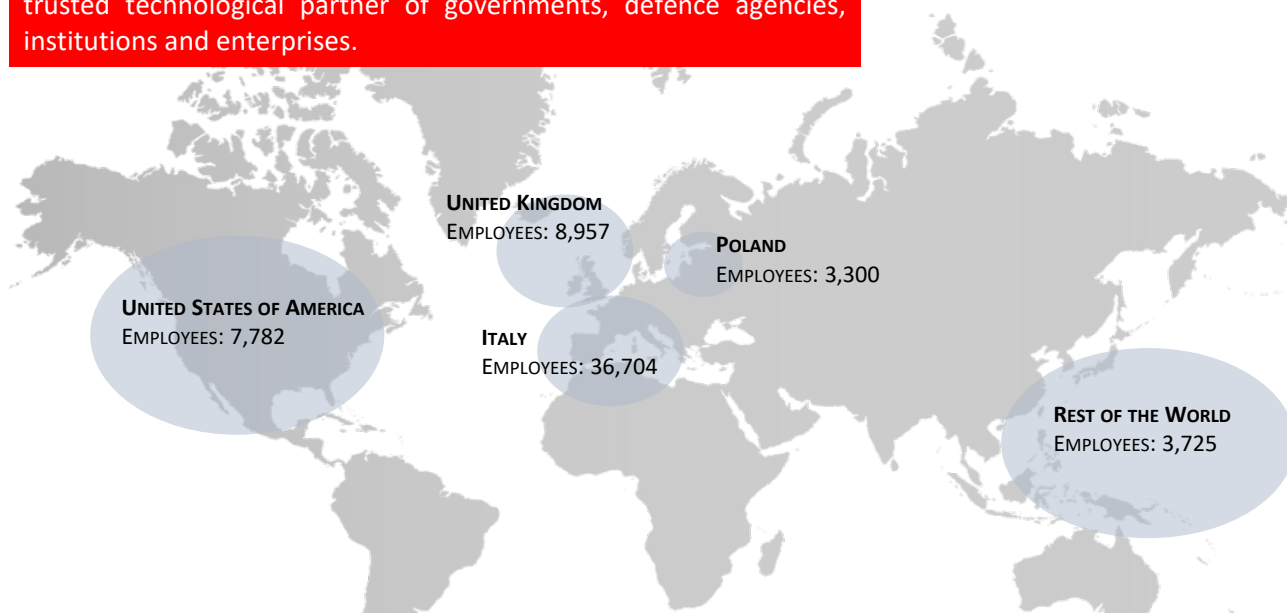 trusted technological partner of governments, defence agencies,
institutions and enterprises.
UNITED KINGDOM
EMPLOYEES: 8,957
POLAND
EMPLOYEES: 3,300
UNITED STATES OF AMERICA
EMPLOYEES: 7,782
ITALY
EMPLOYEES: 36,704
REST OF THE WORLD
EMPLOYEES: 3,725